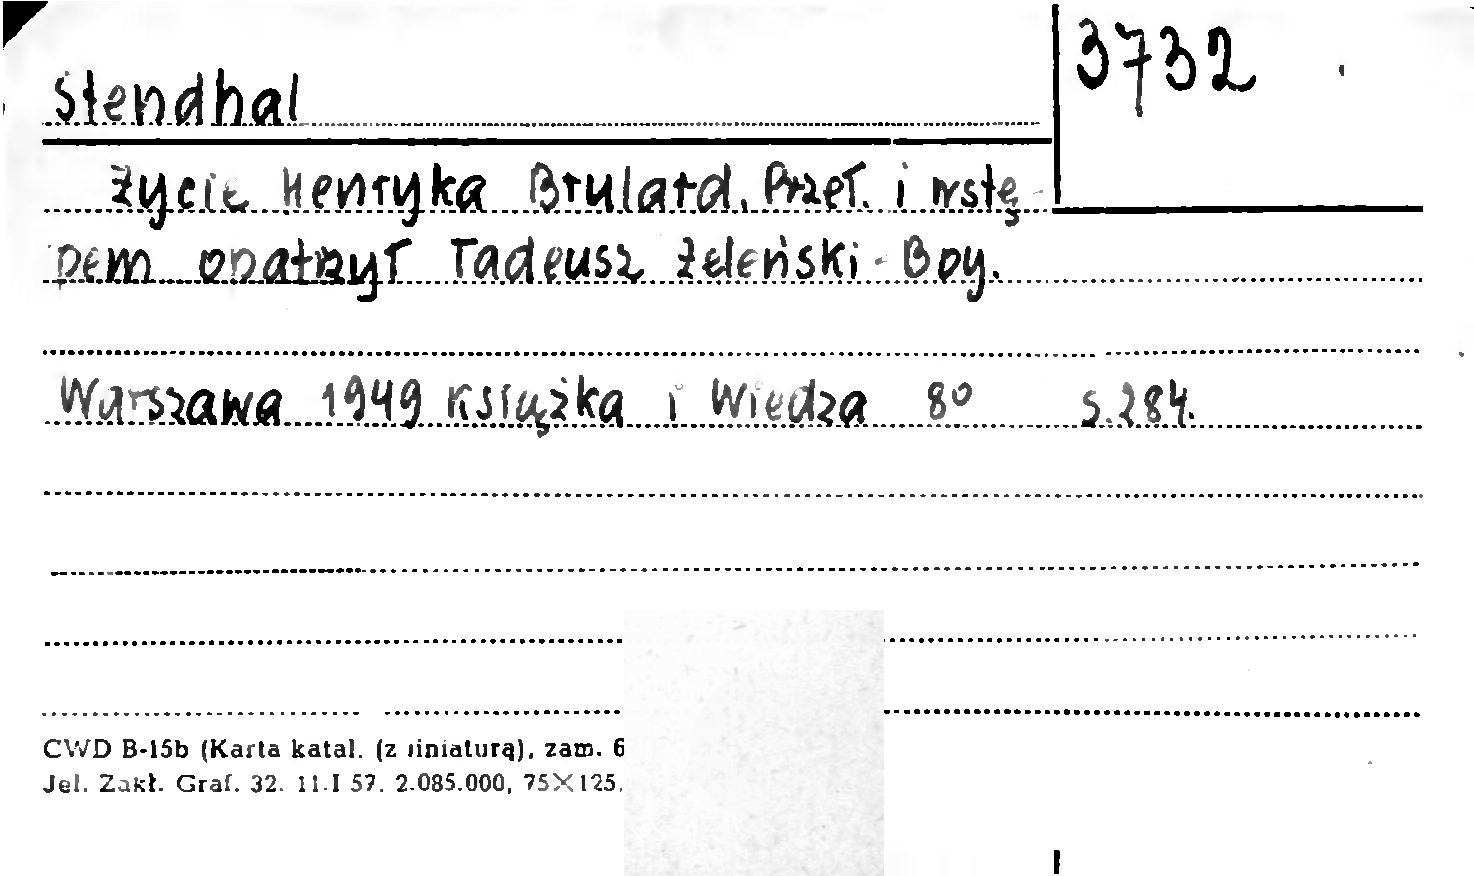 3732
Stendhal
Życie Henryka Brulard. Przeł. i wstę-
pem opatrzył Tadeusz Żeleński-Boy.
Warszawa 1949 Książka i Wiedza 8° s. 284.
CWD B-15b (Karta katal. (z liniaturą), zam. 6
Jel. Zakł. Graf. 32. 11.I 57. 2.085.000, 75×125.